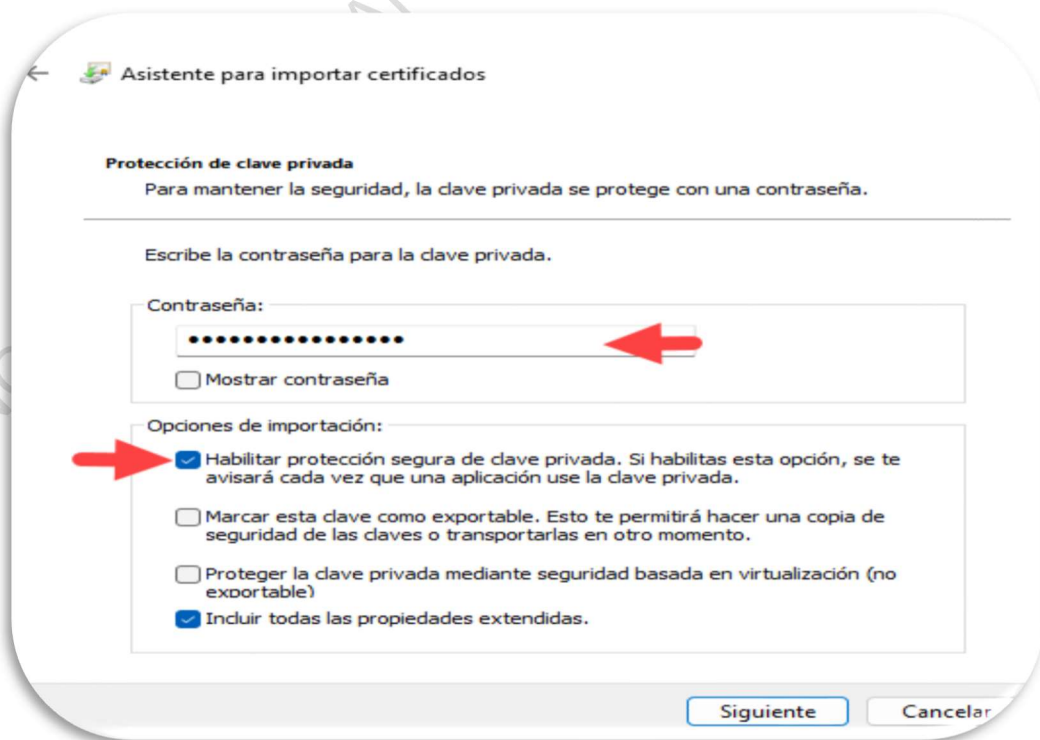 Asistente para importar certificados
Protección de clave privada
Para mantener la seguridad, la clave privada se protege con una contraseña.
Escribe la contraseña para la clave privada.
Contraseña:
••••••••••••••••
Mostrar contraseña
Opciones de importación:
Habilitar protección segura de clave privada. Si habilitas esta opción, se te
avisará cada vez que una aplicación use la clave privada.
Marcar esta clave como exportable. Esto te permitirá hacer una copia de
seguridad de las claves o transportarlas en otro momento.
Proteger la clave privada mediante seguridad basada en virtualización (no
exportable)
Incluir todas las propiedades extendidas.
Siguiente
Cancelar